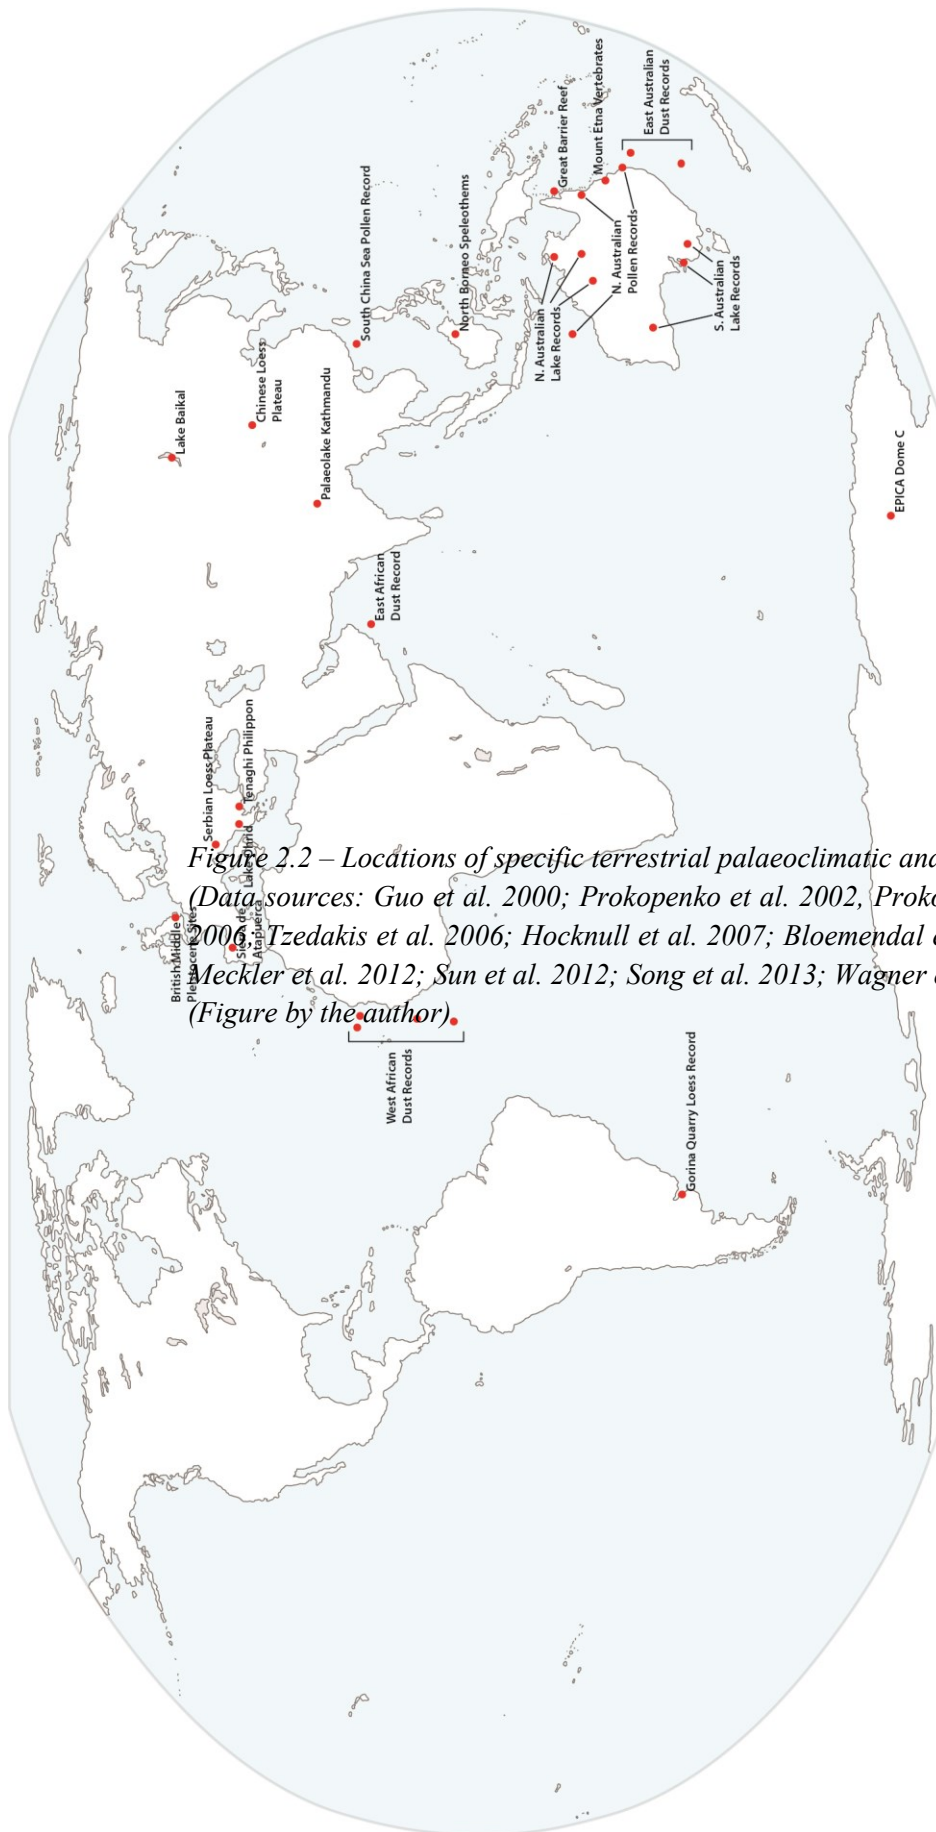 East Australian
Dust Records
Mount Etna Vertebrates
Great Barrier Reef
N. Australian
Pollen Records
S. Australian
Lake Records
N. Australian
Lake Records
North Borneo Speleothems
South China Sea Pollen Record
Chinese Loess
Plateau
Lake Baikal
Palaeolake Kathmandu
EPICA Dome C
East African
Dust Record
Tenaghi Philippon
Serbian Loess Plateau
Lake Ohrid
British Middle
Pleistocene Sites
Sierra de
Atapuerca
West African
Dust Records
Gorina Quarry Loess Record
Figure 2.2 – Locations of specific terrestrial palaeoclimatic and
(Data sources: Guo et al. 2000; Prokopenko et al. 2002, Proko
2006; Tzedakis et al. 2006; Hocknull et al. 2007; Bloemendal
Meckler et al. 2012; Sun et al. 2012; Song et al. 2013; Wagner
(Figure by the author)